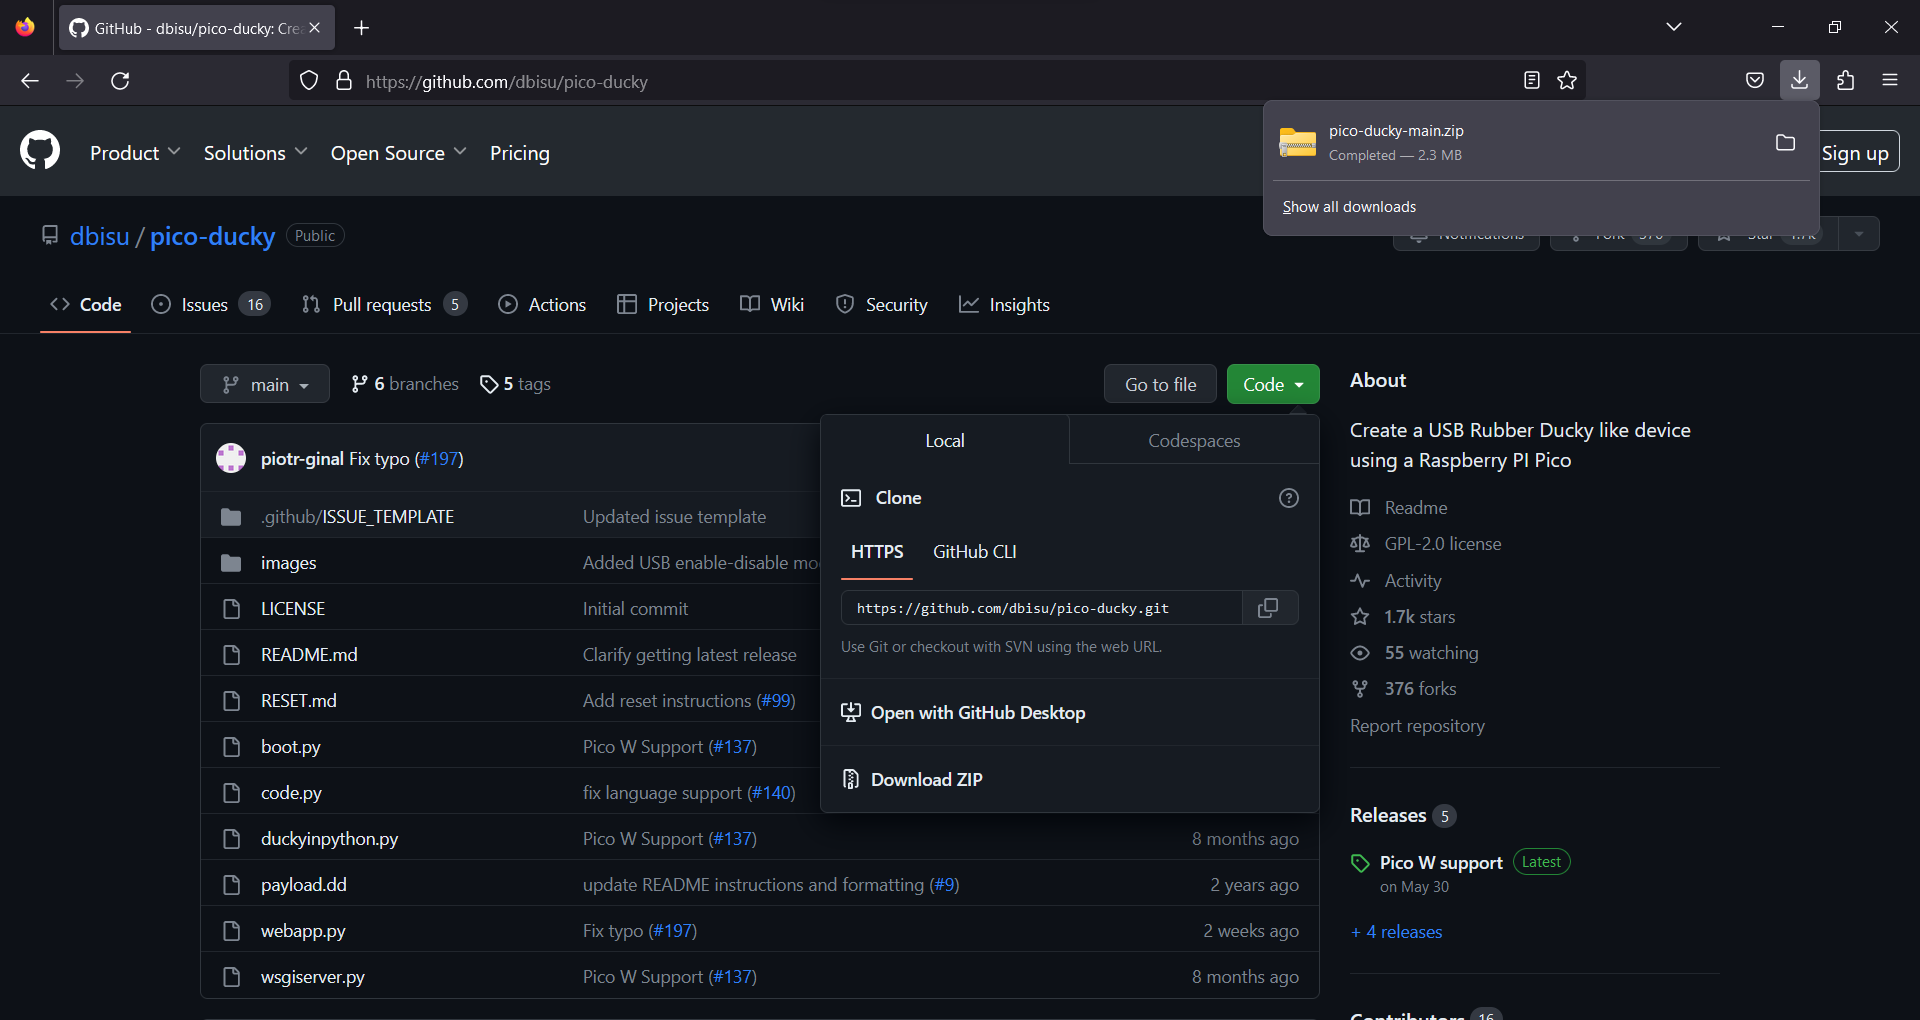 GitHub - dbisu/pico-ducky: Cre
https://github.com/dbisu/pico-ducky
pico-ducky-main.zip
Completed — 2.3 MB
Show all downloads
Product
Solutions
Open Source
Pricing
Sign up
dbisu / pico-ducky
Public
Notifications
Fork 376
Star 1.7k
Code
Issues 16
Pull requests 5
Actions
Projects
Wiki
Security
Insights
main
6 branches
5 tags
Go to file
Code
piotr-ginal Fix typo (#197)
.github/ISSUE_TEMPLATE Updated issue template
images Added USB enable-disable mo
LICENSE Initial commit
README.md Clarify getting latest release
RESET.md Add reset instructions (#99)
boot.py Pico W Support (#137)
code.py fix language support (#140)
duckyinpython.py Pico W Support (#137) 8 months ago
payload.dd update README instructions and formatting (#9) 2 years ago
webapp.py Fix typo (#197) 2 weeks ago
wsgiserver.py Pico W Support (#137) 8 months ago
Local
Codespaces
Clone
HTTPS
GitHub CLI
https://github.com/dbisu/pico-ducky.git
Use Git or checkout with SVN using the web URL.
Open with GitHub Desktop
Download ZIP
About
Create a USB Rubber Ducky like device
using a Raspberry PI Pico
Readme
GPL-2.0 license
Activity
1.7k stars
55 watching
376 forks
Report repository
Releases 5
Pico W support Latest
on May 30
+ 4 releases
Contributors 16